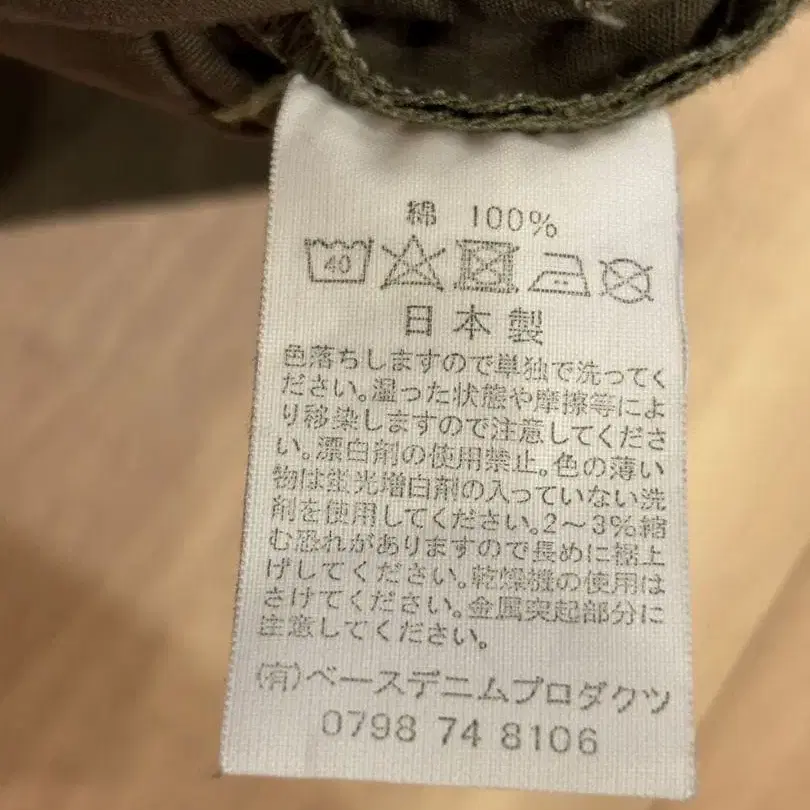 綿 100%
40
日本製
色落ちしますので単独で洗ってく
ださい。湿った状態や摩擦等によ
り移染しますので注意してくださ
い。漂白剤の使用禁止。色の薄い
物は蛍光増白剤の入っていない洗
剤を使用してください。2〜3%縮
む恐れがありますので長めに裾上
げしてください。乾燥機の使用は
さけてください。金属突起部分に
注意してください。
(有)ベースデニムプロダクツ
0798 74 8106